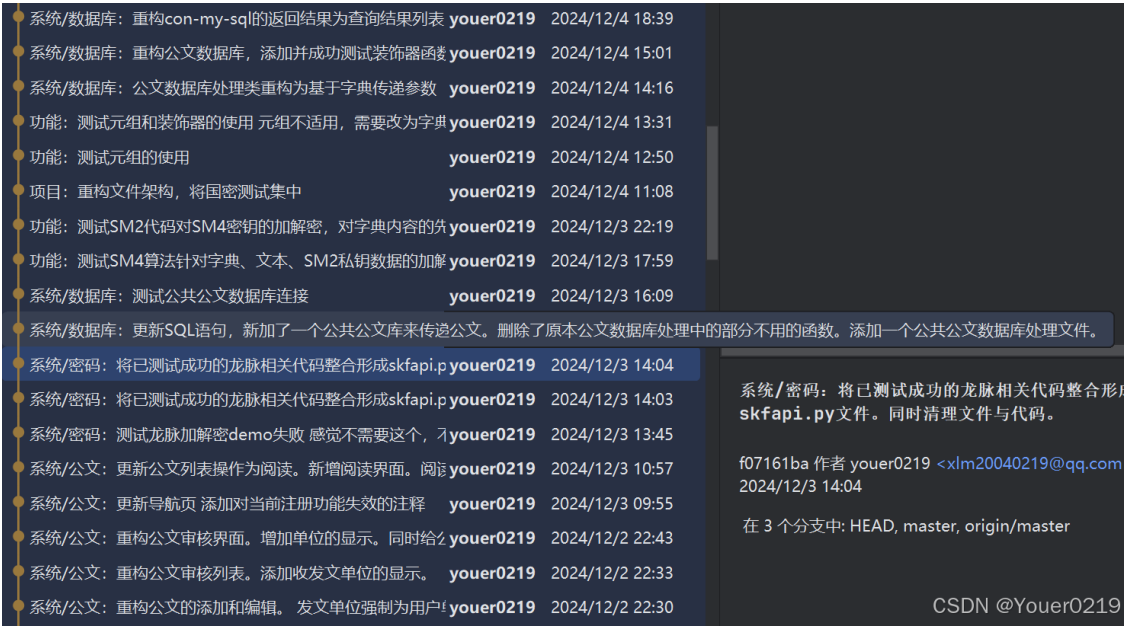 系统/数据库：重构con-my-sql的返回结果为查询结果列表 youer0219 2024/12/4 18:39
系统/数据库：重构公文数据库，添加并成功测试装饰器函数 youer0219 2024/12/4 15:01
系统/数据库：公文数据库处理类重构为基于字典传递参数 youer0219 2024/12/4 14:16
功能：测试元组和装饰器的使用 元组不适用，需要改为字典 youer0219 2024/12/4 13:31
功能：测试元组的使用 youer0219 2024/12/4 12:50
项目：重构文件架构，将国密测试集中 youer0219 2024/12/4 11:08
功能：测试SM2代码对SM4密钥的加解密，对字典内容的先 youer0219 2024/12/3 22:19
功能：测试SM4算法针对字典、文本、SM2私钥数据的加解 youer0219 2024/12/3 17:59
系统/数据库：测试公共公文数据库连接 youer0219 2024/12/3 16:09
系统/数据库：更新SQL语句，新加了一个公共公文库来传递公文。删除了原本公文数据库处理中的部分不用的函数。添加一个公共公文数据库处理文件。
系统/密码：将已测试成功的龙脉相关代码整合形成skfapi.p youer0219 2024/12/3 14:04
系统/密码：将已测试成功的龙脉相关代码整合形成skfapi.p youer0219 2024/12/3 14:03
系统/密码：测试龙脉加解密demo失败 感觉不需要这个，不 youer0219 2024/12/3 13:45
系统/公文：更新公文列表操作为阅读。新增阅读界面。阅读 youer0219 2024/12/3 10:57
系统/公文：更新导航页 添加对当前注册功能失效的注释 youer0219 2024/12/3 09:55
系统/公文：重构公文审核界面。增加单位的显示。同时给公 youer0219 2024/12/2 22:43
系统/公文：重构公文审核列表。添加收发文单位的显示。 youer0219 2024/12/2 22:33
系统/公文：重构公文的添加和编辑。 发文单位强制为用户单 youer0219 2024/12/2 22:30
系统/密码：将已测试成功的龙脉相关代码整合形成
skfapi.py文件。同时清理文件与代码。
f07161ba 作者 youer0219 <xlm20040219@qq.com
2024/12/3 14:04
在 3 个分支中: HEAD, master, origin/master
CSDN @Youer0219